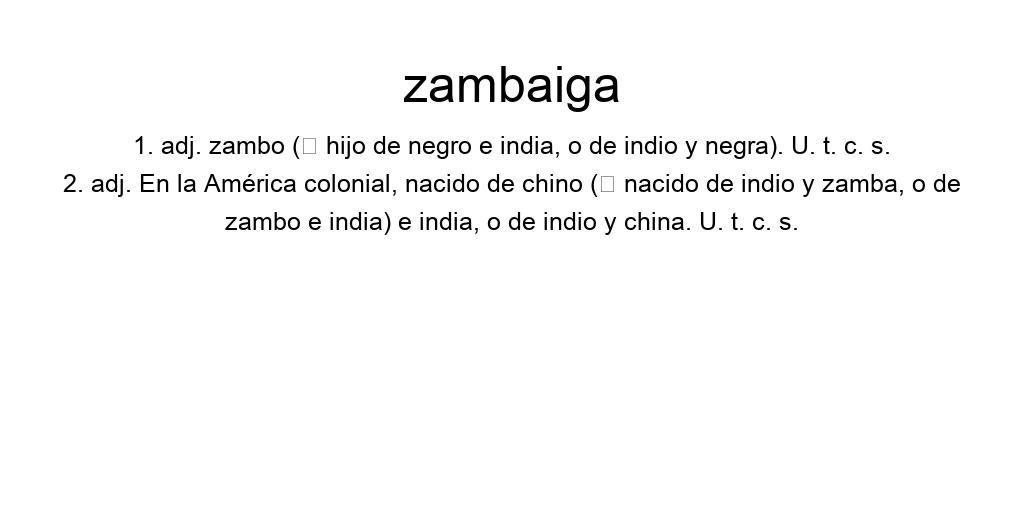 zambaiga
1. adj. zambo (▯ hijo de negro e india, o de indio y negra). U. t. c. s.
2. adj. En la América colonial, nacido de chino (▯ nacido de indio y zamba, o de
zambo e india) e india, o de indio y china. U. t. c. s.